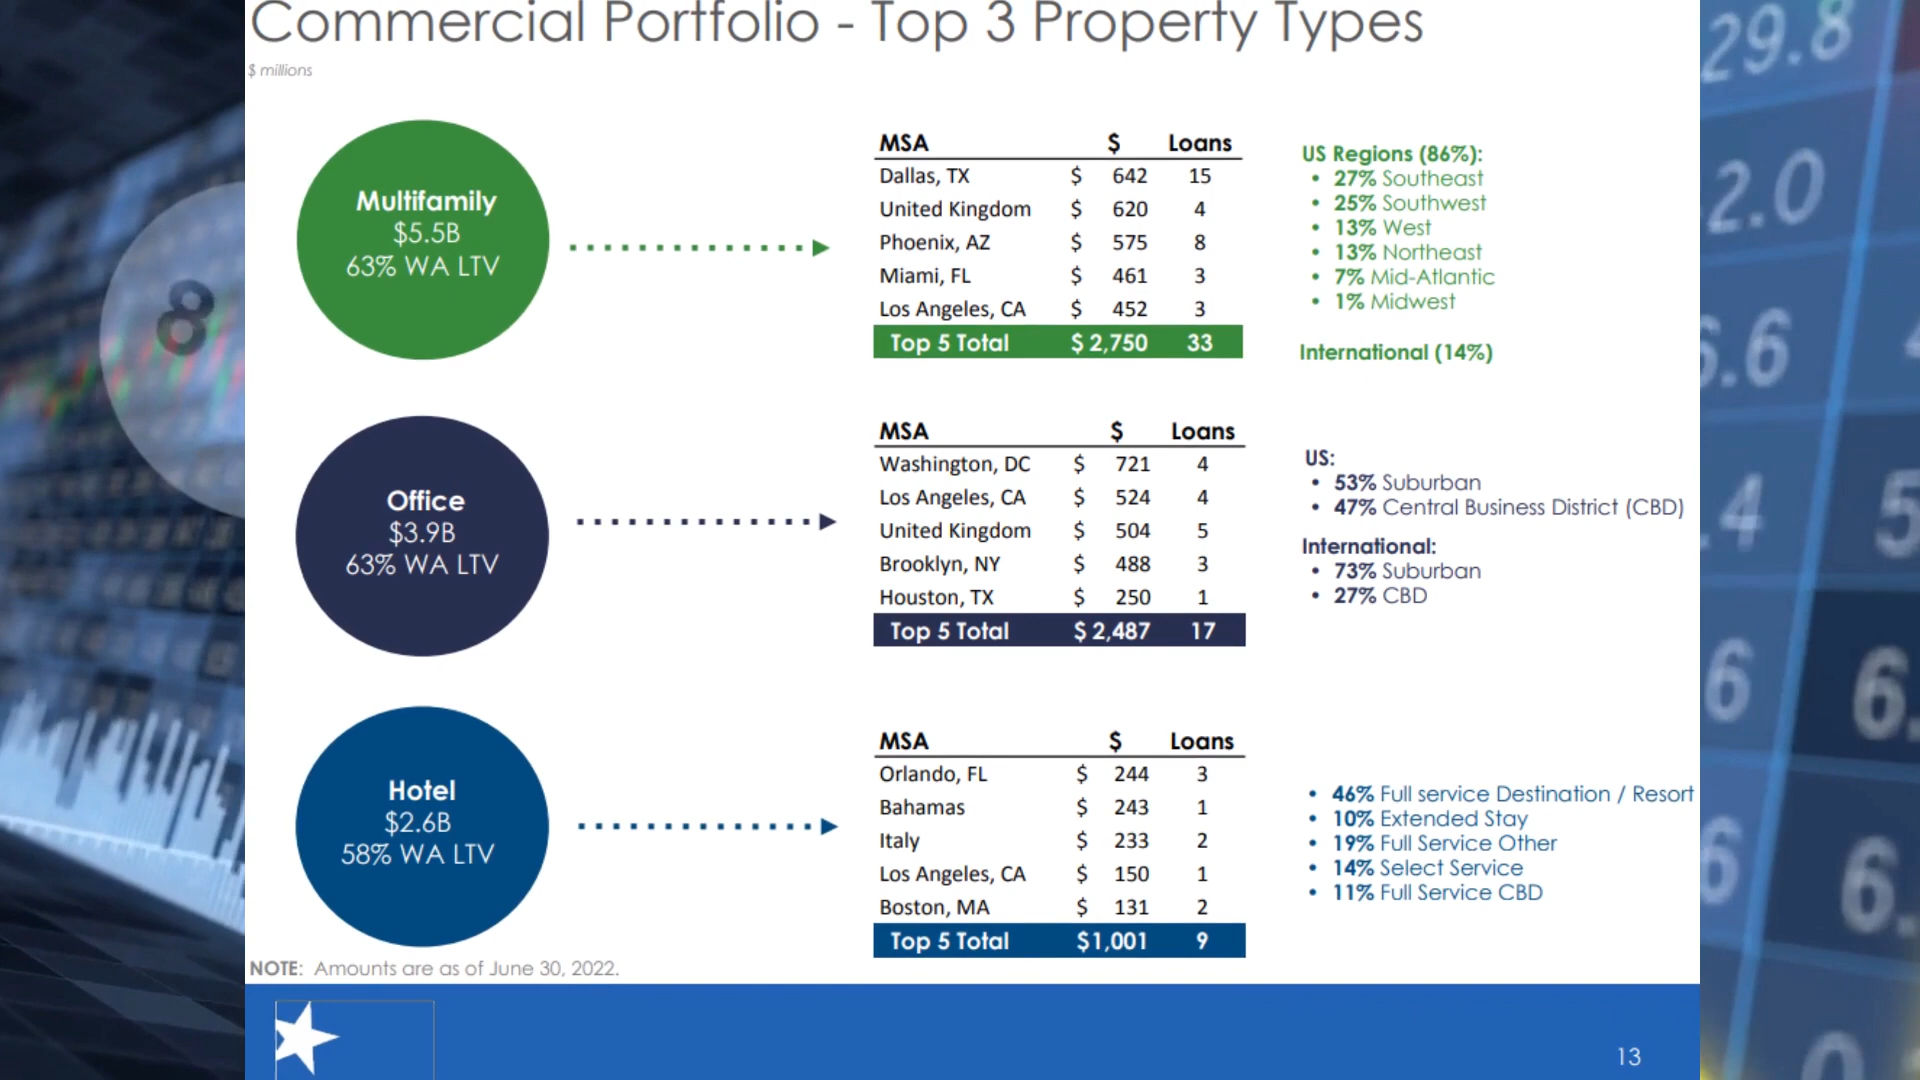 Commercial Portfolio - Top 3 Property Types
$ millions
Multifamily
$5.5B
63% WA LTV
MSA $ Loans
Dallas, TX $ 642 15
United Kingdom $ 620 4
Phoenix, AZ $ 575 8
Miami, FL $ 461 3
Los Angeles, CA $ 452 3
Top 5 Total $ 2,750 33
US Regions (86%):
• 27% Southeast
• 25% Southwest
• 13% West
• 13% Northeast
• 7% Mid-Atlantic
• 1% Midwest
International (14%)
Office
$3.9B
63% WA LTV
MSA $ Loans
Washington, DC $ 721 4
Los Angeles, CA $ 524 4
United Kingdom $ 504 5
Brooklyn, NY $ 488 3
Houston, TX $ 250 1
Top 5 Total $ 2,487 17
US:
• 53% Suburban
• 47% Central Business District (CBD)
International:
• 73% Suburban
• 27% CBD
Hotel
$2.6B
58% WA LTV
MSA $ Loans
Orlando, FL $ 244 3
Bahamas $ 243 1
Italy $ 233 2
Los Angeles, CA $ 150 1
Boston, MA $ 131 2
Top 5 Total $1,001 9
• 46% Full service Destination / Resort
• 10% Extended Stay
• 19% Full Service Other
• 14% Select Service
• 11% Full Service CBD
NOTE: Amounts are as of June 30, 2022.
13
8
29.8
2.0